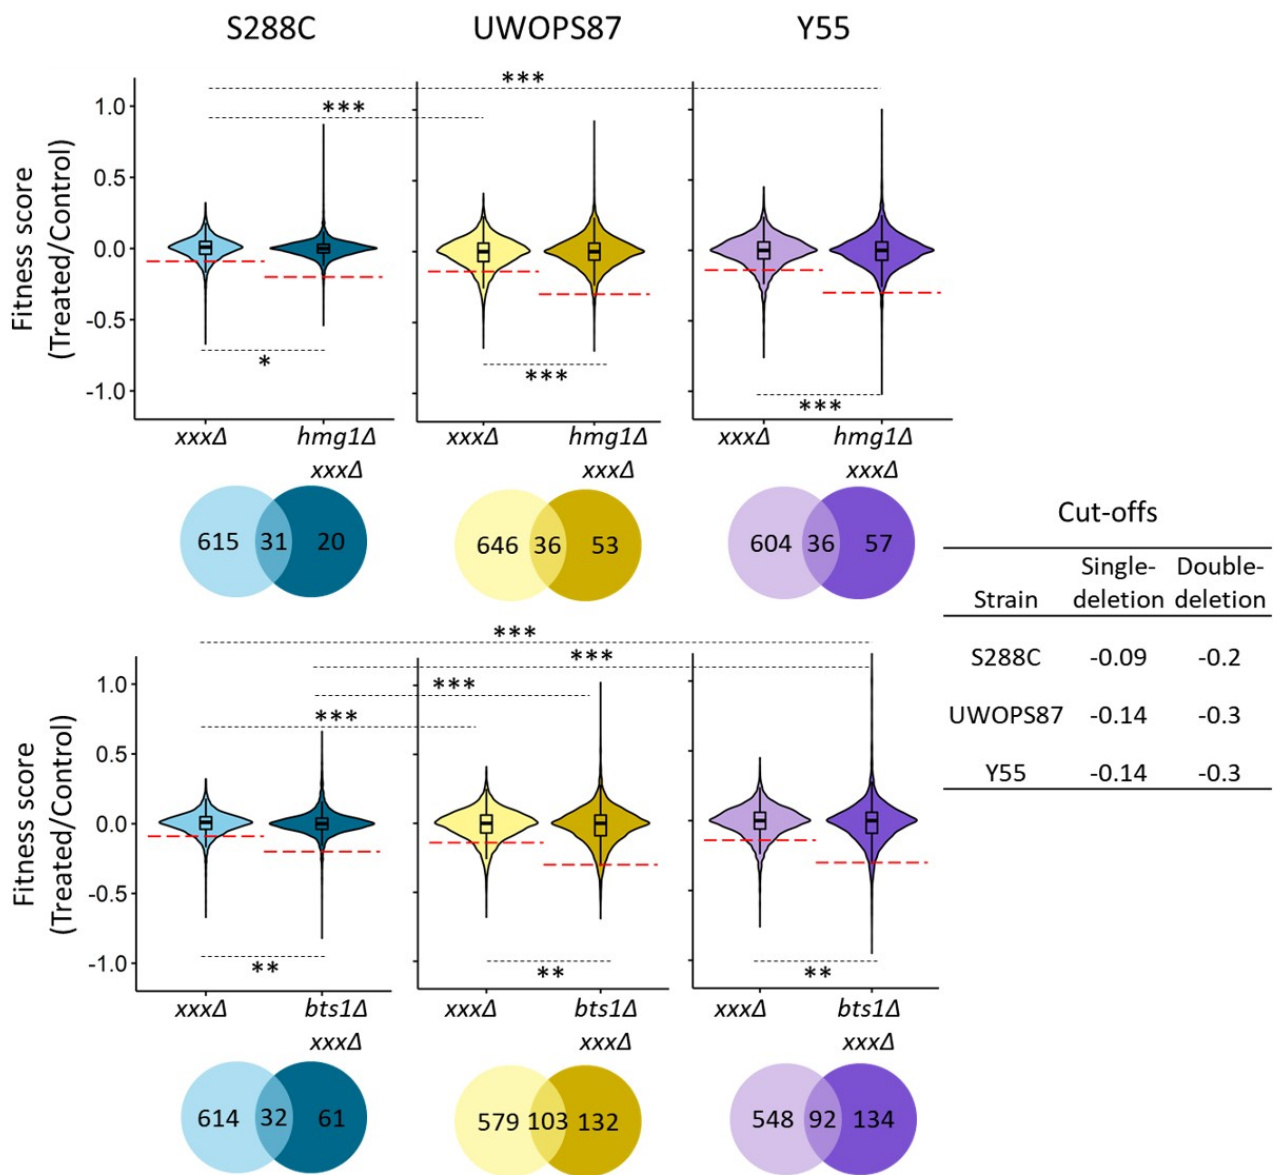 S288C UWOPS87 Y55
***
***
Fitness score
(Treated/Control)
1.0
0.5
0.0
-0.5
-1.0
*
***
***
xxxΔ hmg1Δ xxxΔ hmg1Δ xxxΔ hmg1Δ
xxxΔ xxxΔ xxxΔ
615 31 20 646 36 53 604 36 57
Cut-offs
Single- Double-
Strain deletion deletion
S288C -0.09 -0.2
UWOPS87 -0.14 -0.3
Y55 -0.14 -0.3
***
***
***
***
Fitness score
(Treated/Control)
1.0
0.5
0.0
-0.5
-1.0
** ** **
xxxΔ bts1Δ xxxΔ bts1Δ xxxΔ bts1Δ
xxxΔ xxxΔ xxxΔ
614 32 61 579 103 132 548 92 134